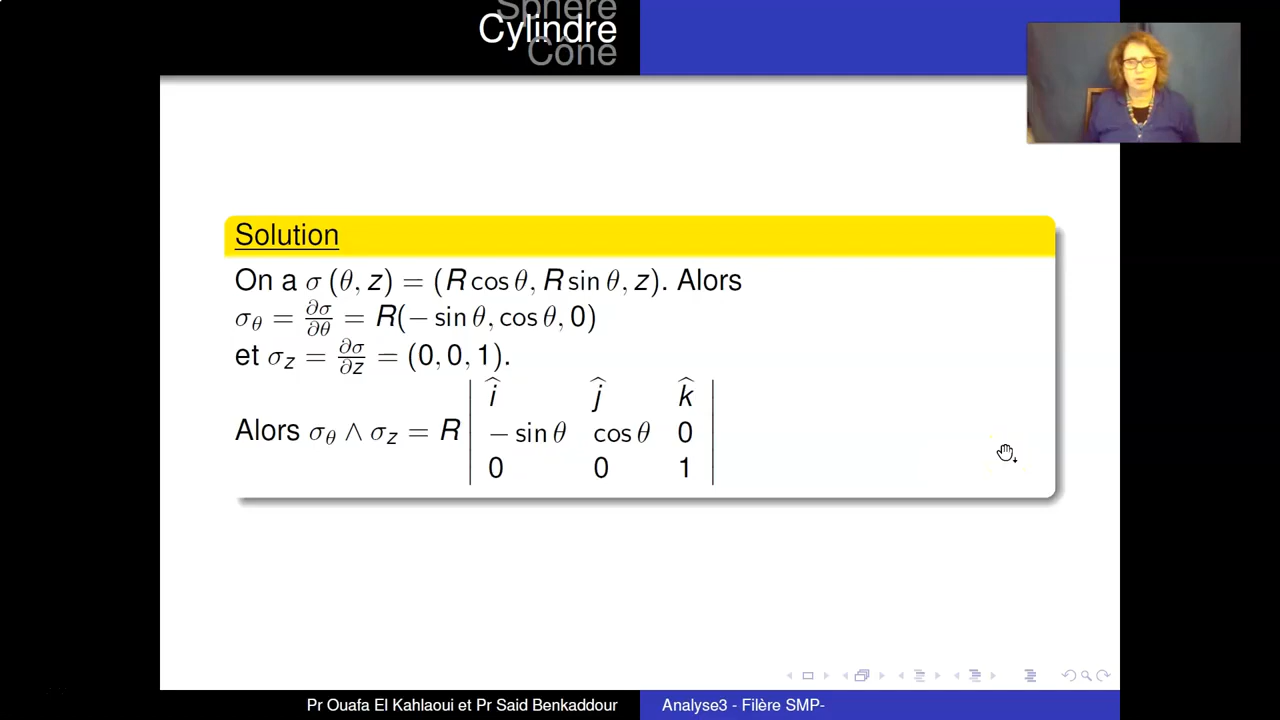 Sphère
Cylindre
Cône
Solution
On a σ (θ, z) = (R cos θ, R sin θ, z). Alors
σ_θ = ∂σ/∂θ = R(− sin θ, cos θ, 0)
et σ_z = ∂σ/∂z = (0, 0, 1).
Alors σ_θ ∧ σ_z = R | î ĵ k̂ |
| − sin θ cos θ 0 |
| 0 0 1 |
Pr Ouafa El Kahlaoui et Pr Said Benkaddour
Analyse3 - Filère SMP-